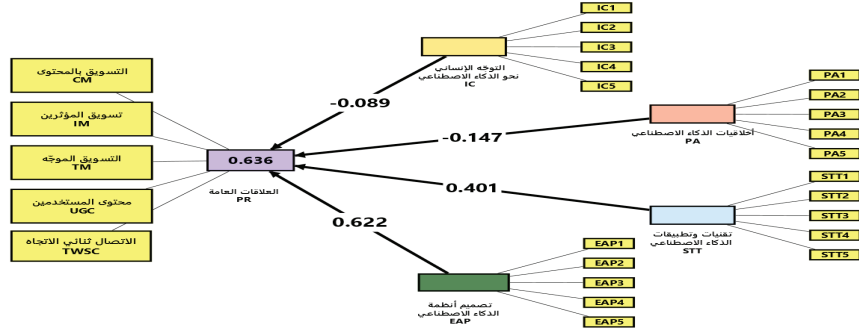 IC1
IC2
IC3
IC4
IC5
التوجّه الإنساني
نحو الذكاء الاصطناعي
IC
التسويق بالمحتوى
CM
تسويق المؤثرين
IM
التسويق الموجّه
TM
محتوى المستخدمين
UGC
الاتصال ثنائي الاتجاه
TWSC
0.636
العلاقات العامة
PR
-0.089
-0.147
0.401
0.622
PA1
PA2
PA3
PA4
PA5
أخلاقيات الذكاء الاصطناعي
PA
STT1
STT2
STT3
STT4
STT5
تقنيات وتطبيقات
الذكاء الاصطناعي
STT
EAP1
EAP2
EAP3
EAP4
EAP5
تصميم أنظمة
الذكاء الاصطناعي
EAP